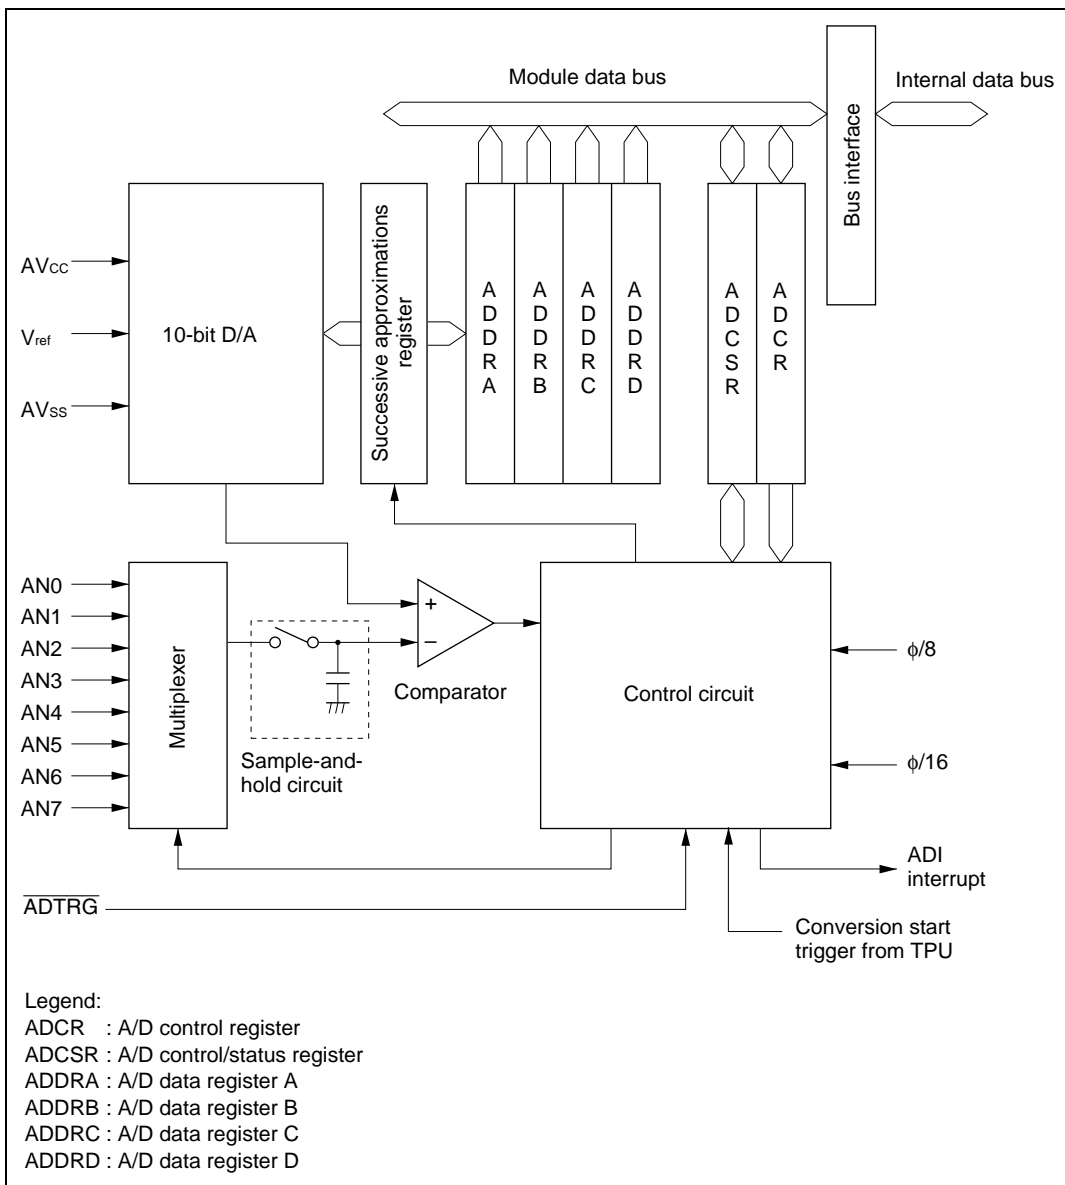 Module data bus
Internal data bus
Bus interface
AVCC
Vref
AVSS
10-bit D/A
Successive approximations
register
ADDRA
ADDRB
ADDRC
ADDRD
ADCSR
ADCR
AN0
AN1
AN2
AN3
AN4
AN5
AN6
AN7
Multiplexer
Sample-and-
hold circuit
+
−
Comparator
Control circuit
ϕ/8
ϕ/16
ADI
interrupt
ADTRG
Conversion start
trigger from TPU
Legend:
ADCR : A/D control register
ADCSR : A/D control/status register
ADDRA : A/D data register A
ADDRB : A/D data register B
ADDRC : A/D data register C
ADDRD : A/D data register D